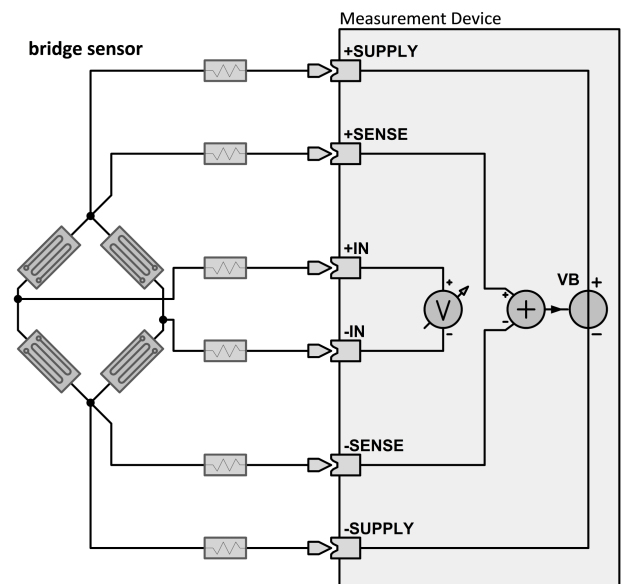 Measurement Device
bridge sensor
+SUPPLY
+SENSE
+IN
VB
+
+
+
+
V
-
-
-
-IN
-SENSE
-SUPPLY